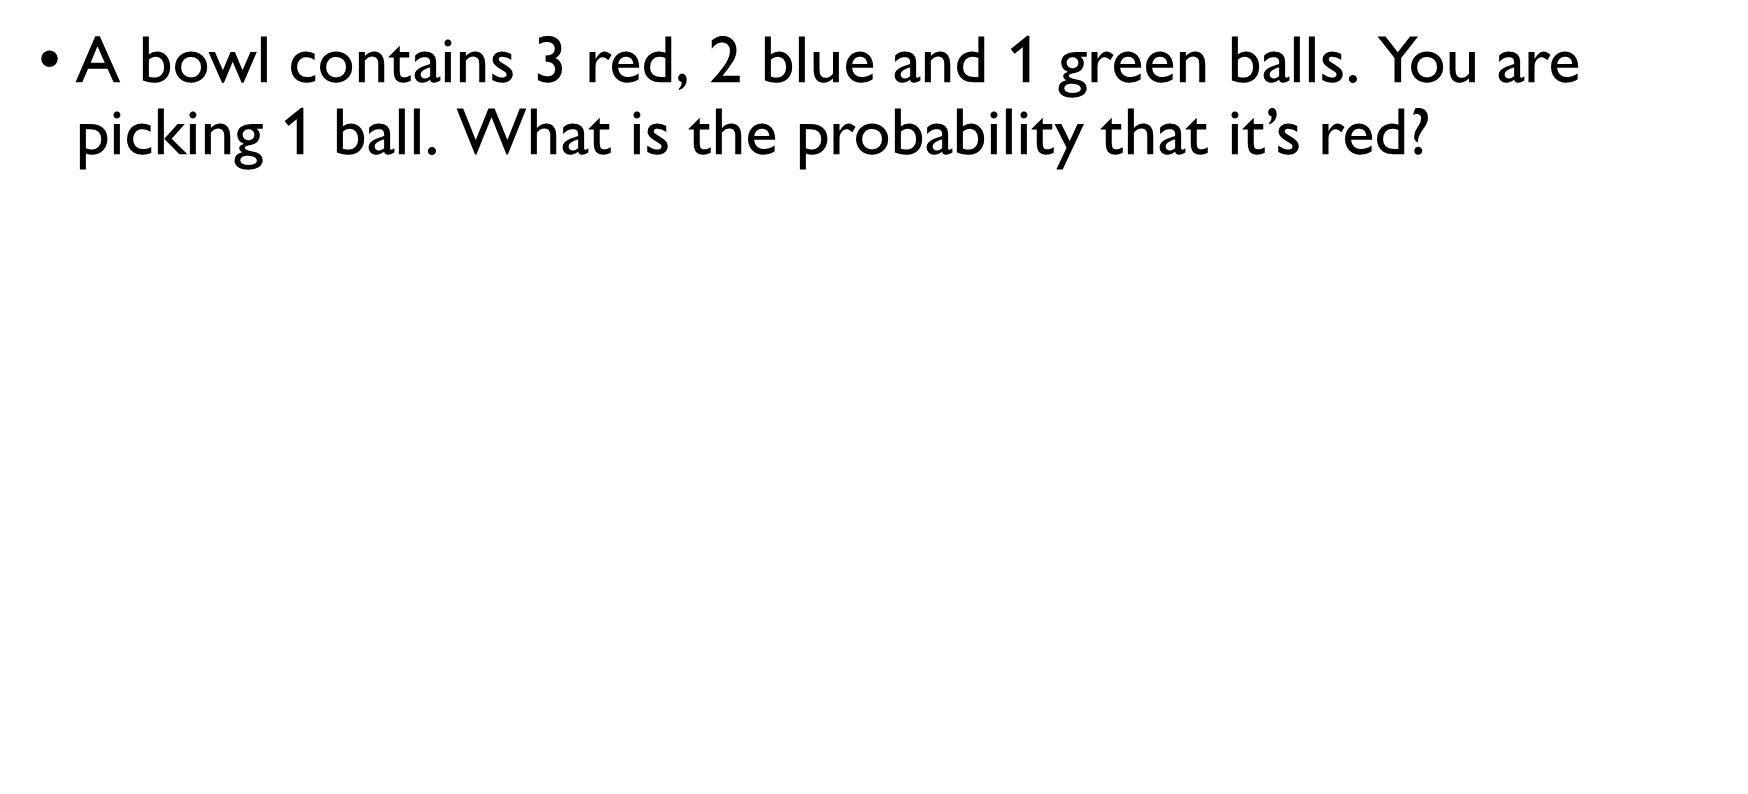 • A bowl contains 3 red, 2 blue and 1 green balls. You are
picking 1 ball. What is the probability that it’s red?